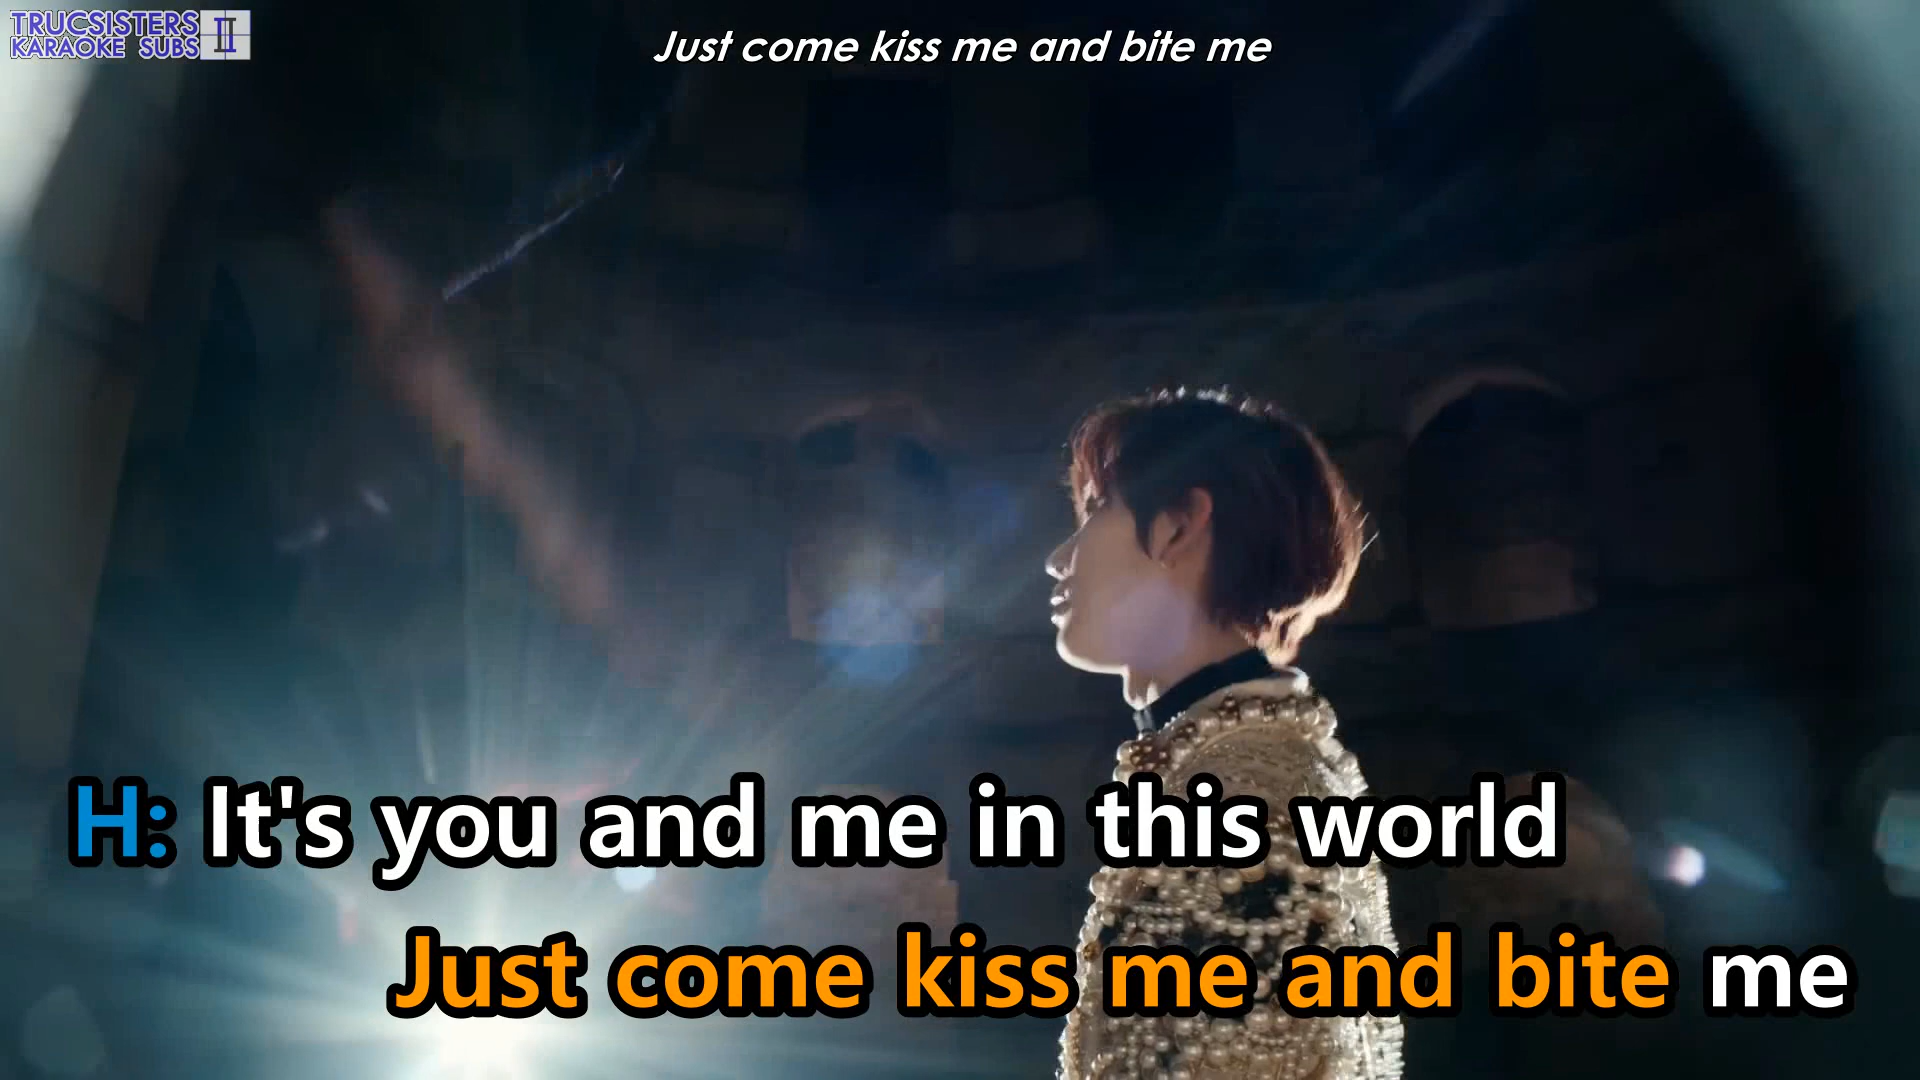 TRUCSISTERS
KARAOKE SUBS II
Just come kiss me and bite me
H: It's you and me in this world
Just come kiss me and bite me